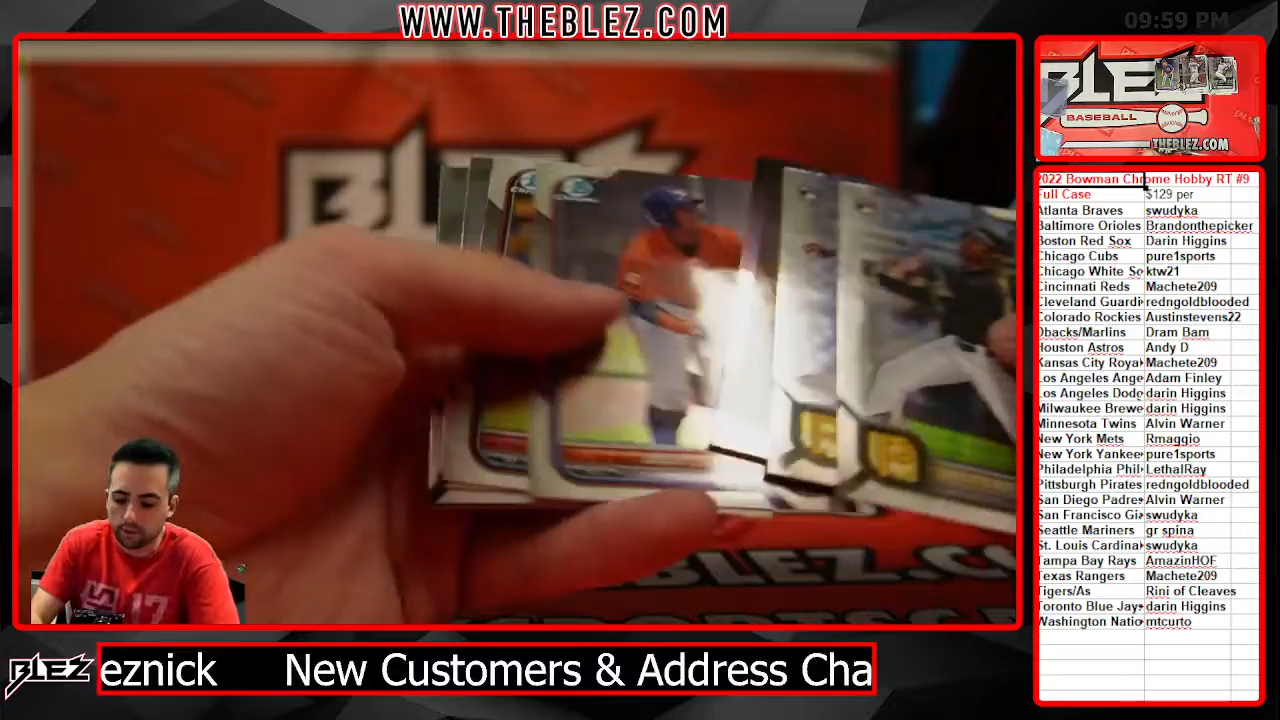 WWW.THEBLEZ.COM
09:59 PM
BLEZ
BASEBALL
THEBLEZ.COM
2022 Bowman Chrome Hobby RT #9
Full Case $129 per
Atlanta Braves swudyka
Baltimore Orioles Brandonthepicker
Boston Red Sox Darin Higgins
Chicago Cubs pure1sports
Chicago White So ktw21
Cincinnati Reds Machete209
Cleveland Guardi redngoldblooded
Colorado Rockies Austinstevens22
Dbacks/Marlins Dram Bam
Houston Astros Andy D
Kansas City Roya Machete209
Los Angeles Ange Adam Finley
Los Angeles Dodg darin Higgins
Milwaukee Brewe darin Higgins
Minnesota Twins Alvin Warner
New York Mets Rmaggio
New York Yankee pure1sports
Philadelphia Phil LethalRay
Pittsburgh Pirates redngoldblooded
San Diego Padre Alvin Warner
San Francisco Gi swudyka
Seattle Mariners gr spina
St. Louis Cardina swudyka
Tampa Bay Rays AmazinHOF
Texas Rangers Machete209
Tigers/As Rini of Cleaves
Toronto Blue Jay darin Higgins
Washington Natio mtcurto
BLEZ.C
BLEZ eznick New Customers & Address Cha